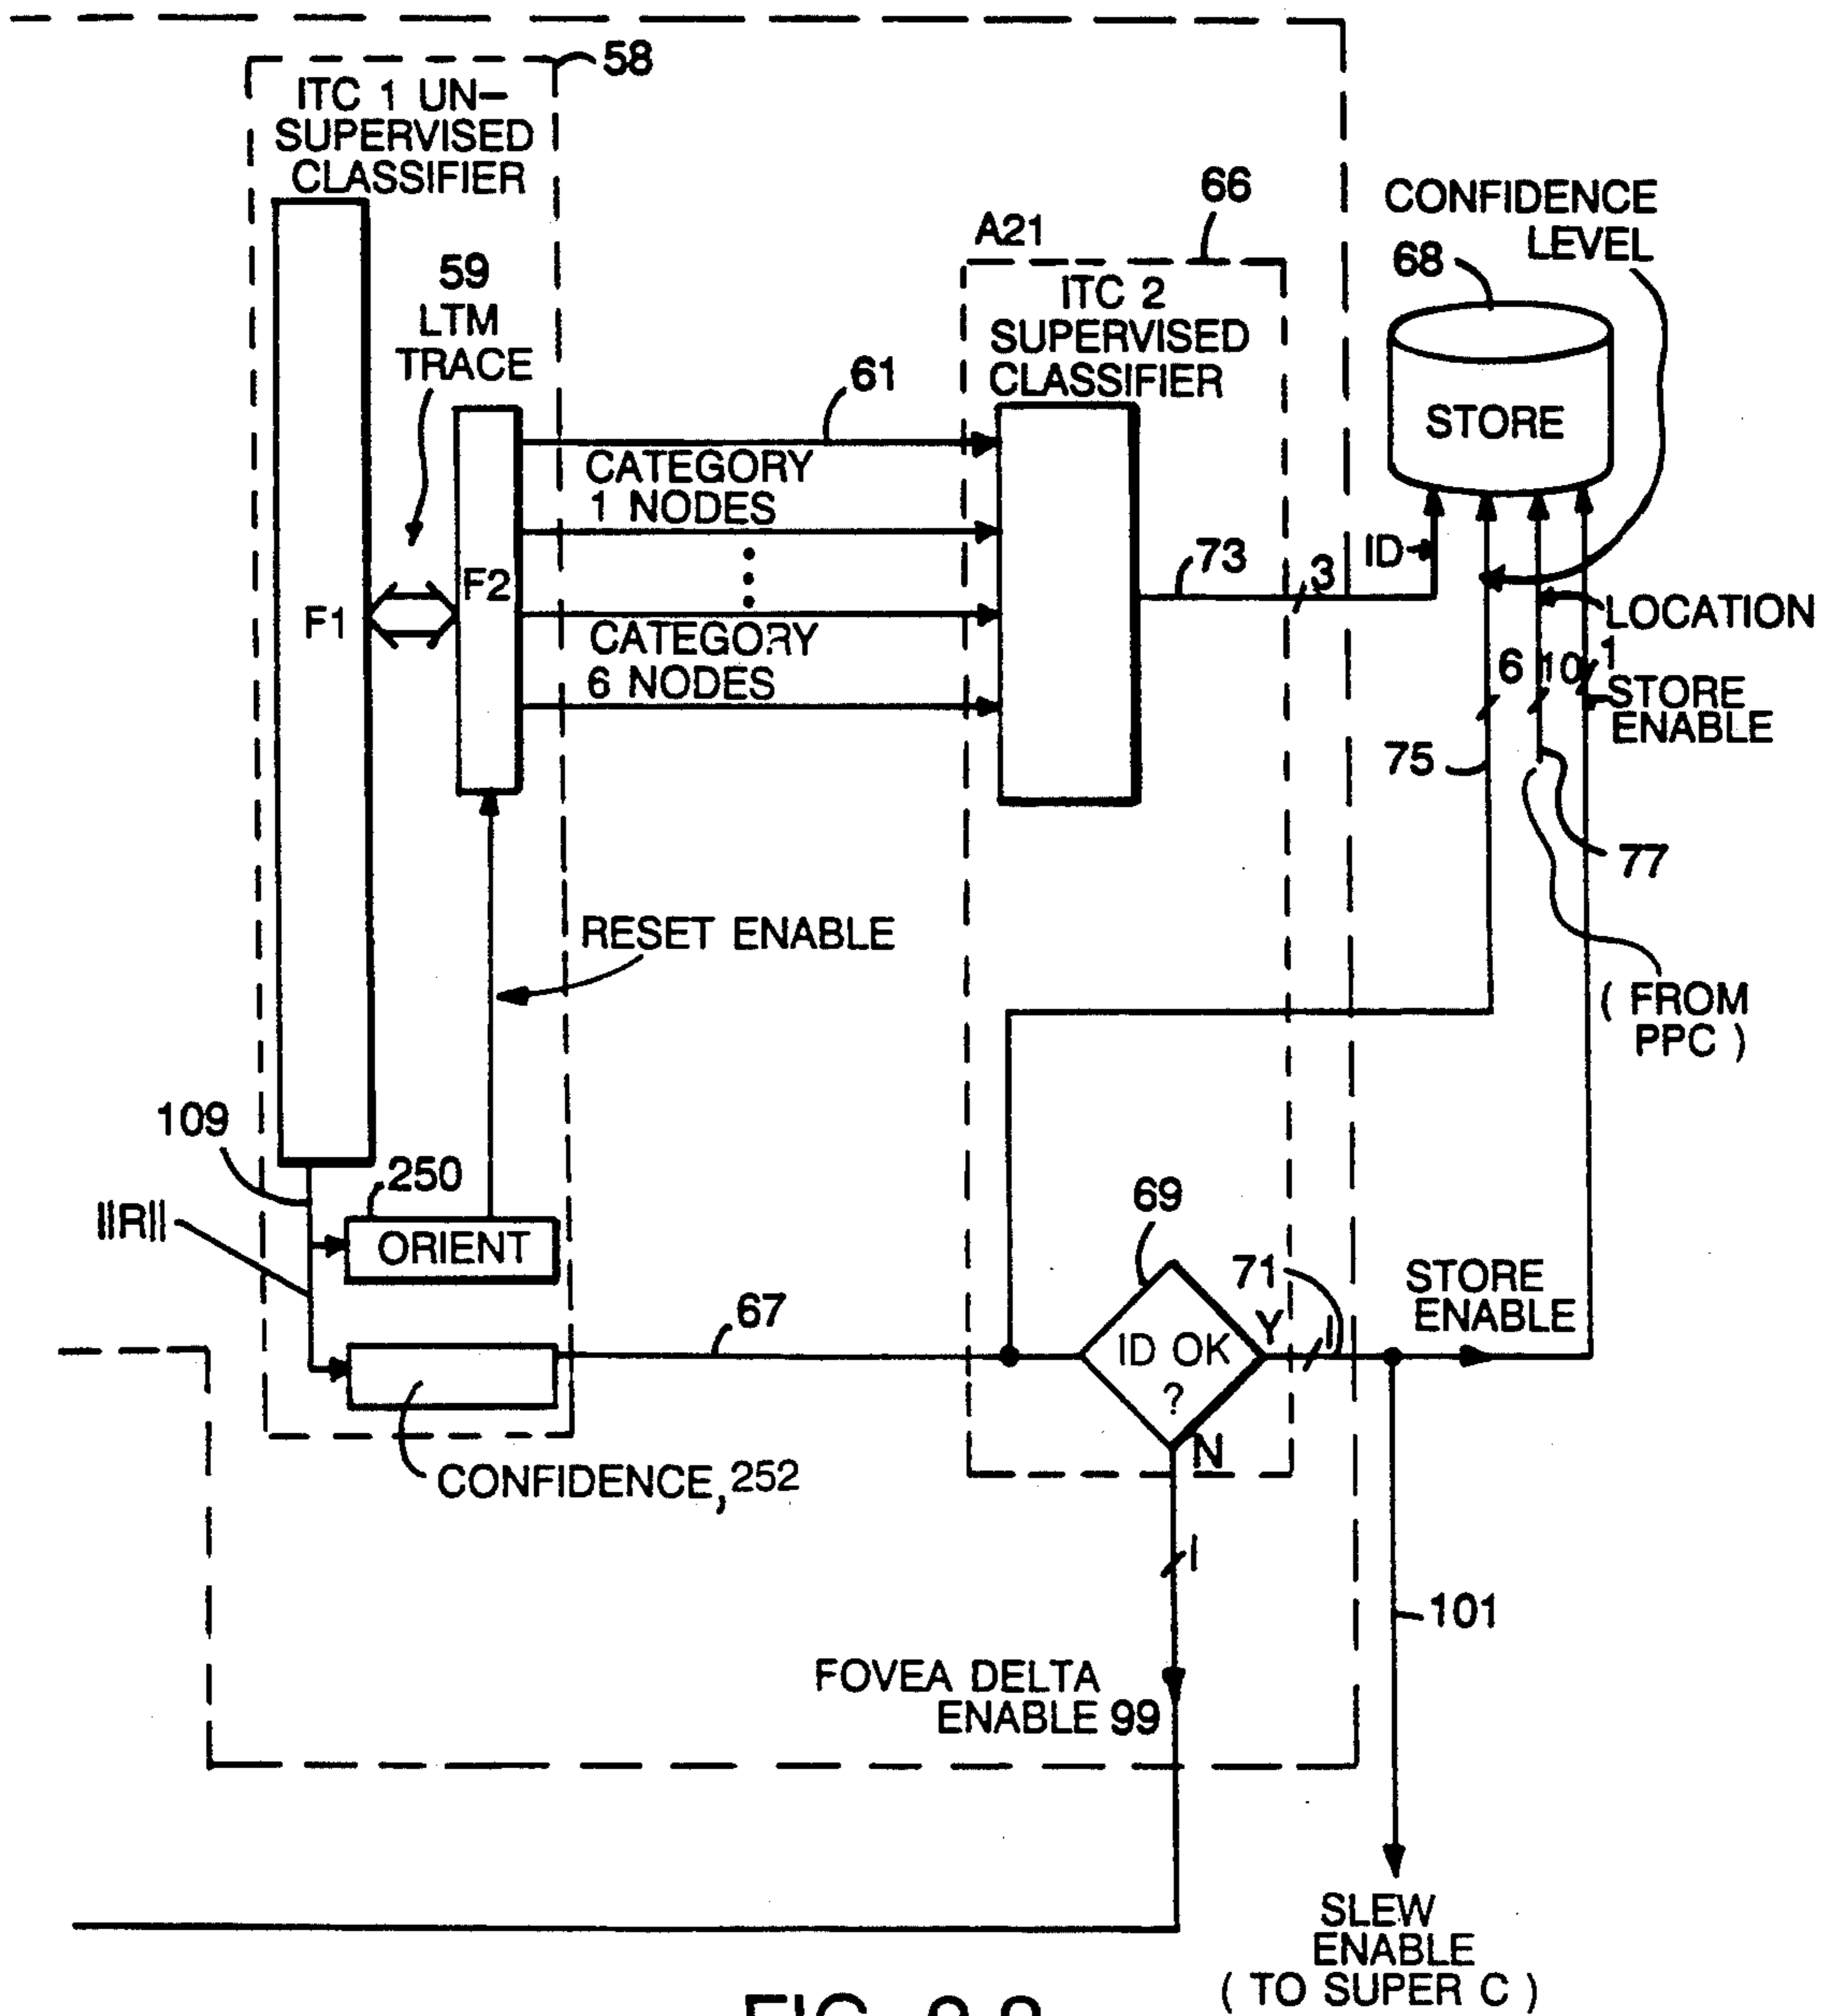 58
ITC 1 UN-
SUPERVISED
CLASSIFIER
59
LTM
TRACE
F1
F2
61
CATEGORY
1 NODES
CATEGORY
6 NODES
A21
66
ITC 2
SUPERVISED
CLASSIFIER
CONFIDENCE
LEVEL
68
STORE
73
3
ID
LOCATION
6
10
1
STORE
ENABLE
75
77
( FROM
PPC )
RESET ENABLE
109
||R||
250
ORIENT
67
CONFIDENCE, 252
69
ID OK
?
Y
N
71
1
STORE
ENABLE
1
101
FOVEA DELTA
ENABLE 99
SLEW
ENABLE
( TO SUPER C )